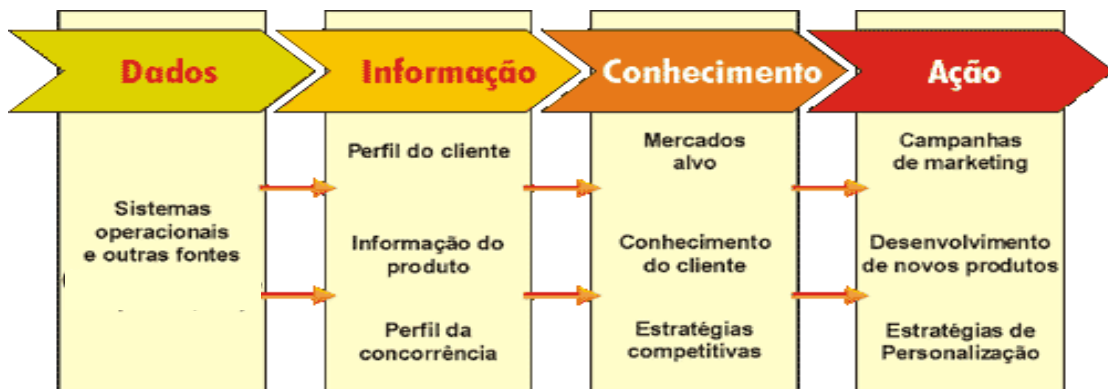 Dados
Informação
Conhecimento
Ação
Sistemas
operacionais
e outras fontes
Perfil do cliente
Informação do
produto
Perfil da
concorrência
Mercados
alvo
Conhecimento
do cliente
Estratégias
competitivas
Campanhas
de marketing
Desenvolvimento
de novos produtos
Estratégias de
Personalização